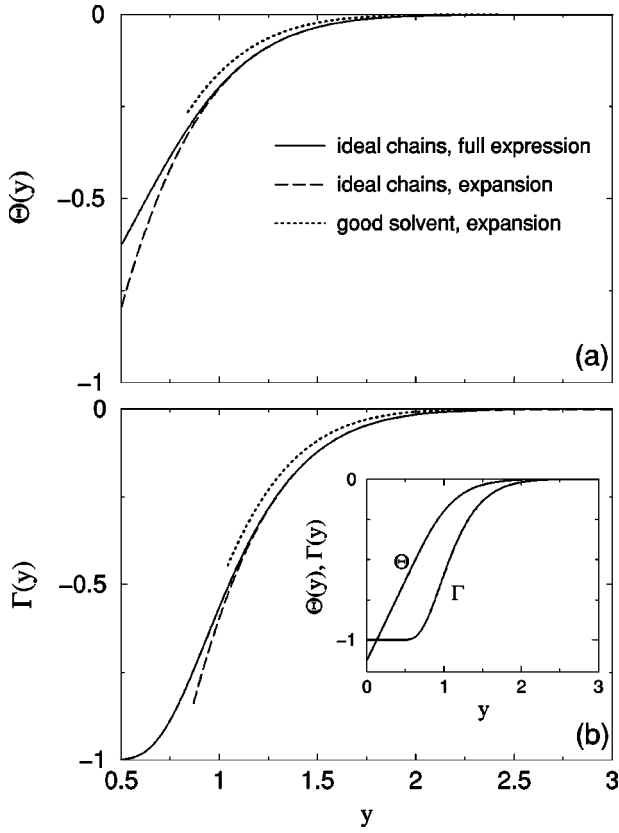 0
ideal chains, full expression
ideal chains, expansion
good solvent, expansion
Θ(y)
−0.5
(a)
−1
0
0
Θ
Γ
Θ(y), Γ(y)
−1
0 1 2 3
y
Γ(y)
−0.5
(b)
−1
0.5 1 1.5 2 2.5 3
y